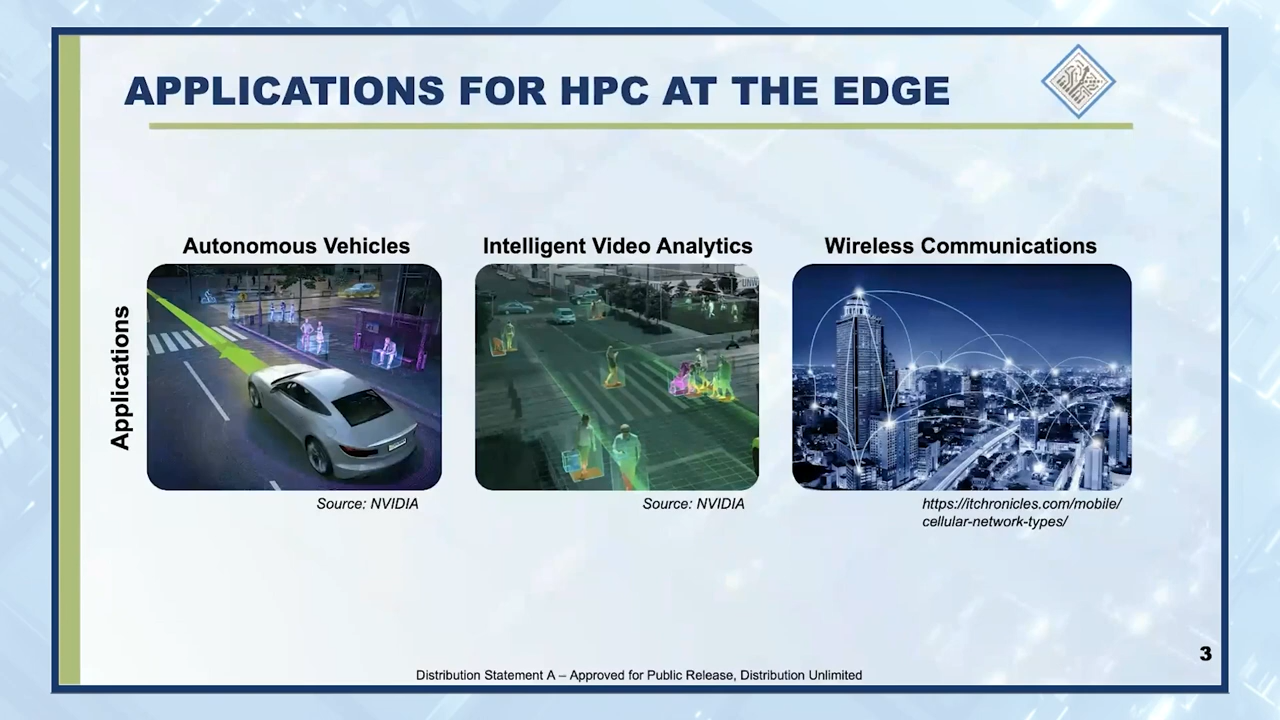 APPLICATIONS FOR HPC AT THE EDGE
Applications
Autonomous Vehicles
Intelligent Video Analytics
Wireless Communications
Source: NVIDIA
Source: NVIDIA
https://itchronicles.com/mobile/
cellular-network-types/
3
Distribution Statement A – Approved for Public Release, Distribution Unlimited